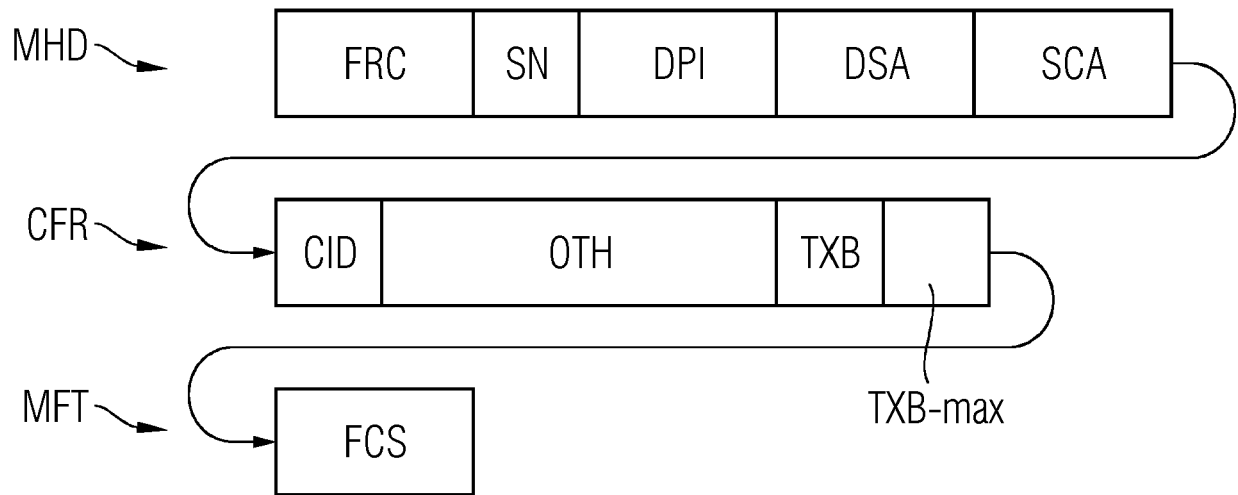 MHD FRC SN DPI DSA SCA
CFR CID OTH TXB
TXB-max
MFT FCS